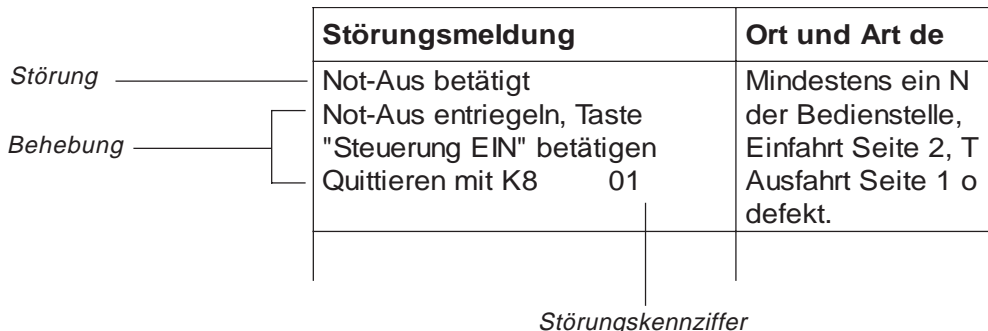 Störungsmeldung Ort und Art de
Störung Not-Aus betätigt Mindestens ein N
Not-Aus entriegeln, Taste der Bedienstelle,
Behebung "Steuerung EIN" betätigen Einfahrt Seite 2, T
Quittieren mit K8 01 Ausfahrt Seite 1 o
defekt.
Störungskennziffer